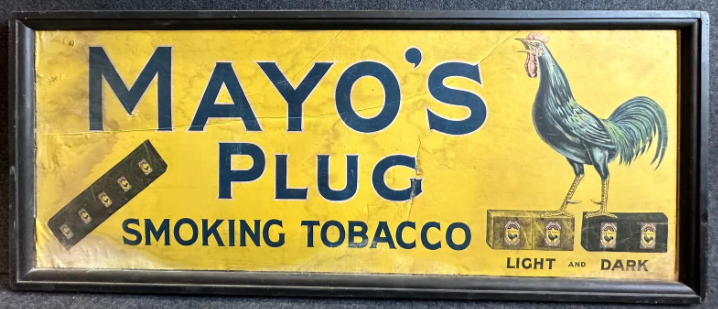 MAYO'S
PLUG
SMOKING TOBACCO
LIGHT AND DARK